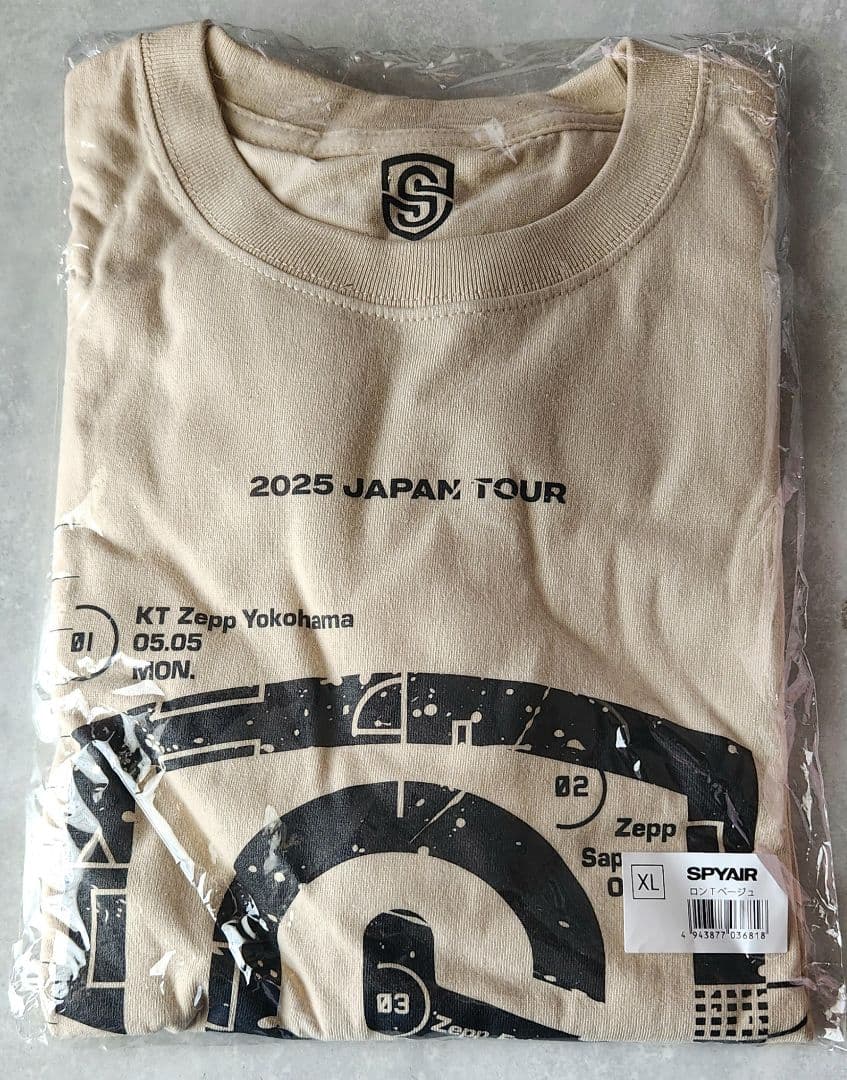 S
2025 JAPAN TOUR
01
KT Zepp Yokohama
05.05
MON.
02
Zepp
XL
SPYAIR
ロンTベージュ
4 943877 036818
03
Zepp